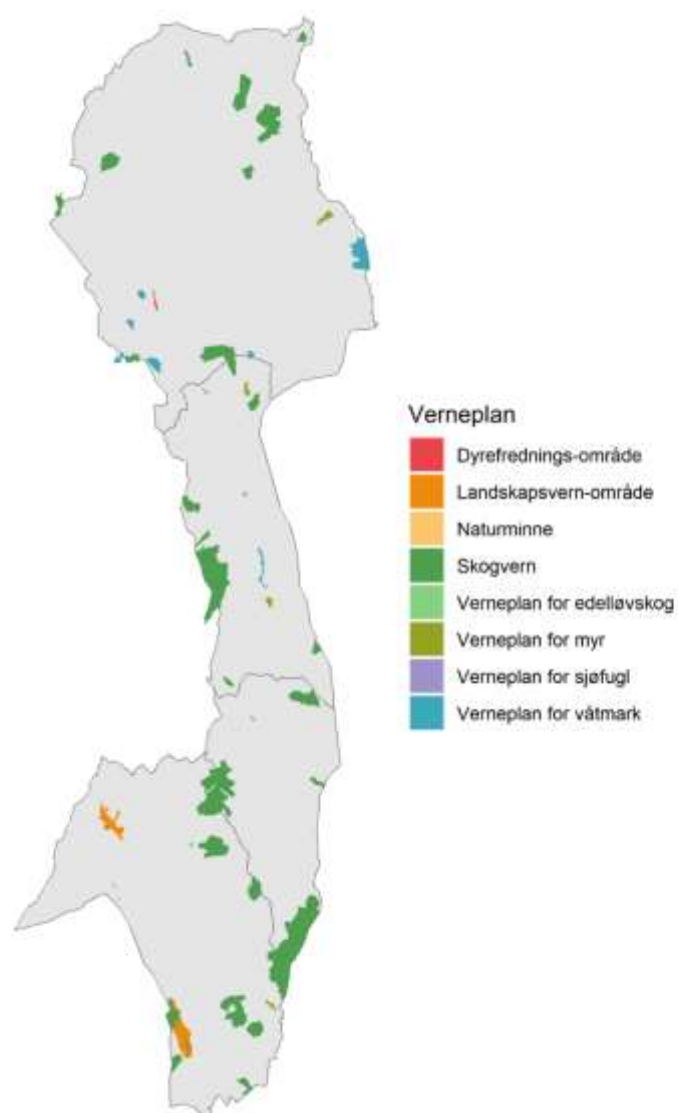 Verneplan
Dyrefrednings-område
Landskapsvern-område
Naturminne
Skogvern
Verneplan for edelløvskog
Verneplan for myr
Verneplan for sjøfugl
Verneplan for våtmark